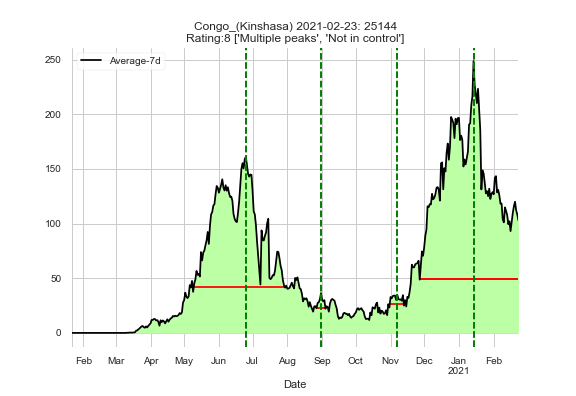 Congo_(Kinshasa) 2021-02-23: 25144
Rating:8 ['Multiple peaks', 'Not in control']
Average-7d
250
200
150
100
50
0
Feb Mar Apr May Jun Jul Aug Sep Oct Nov Dec Jan Feb
2021
Date